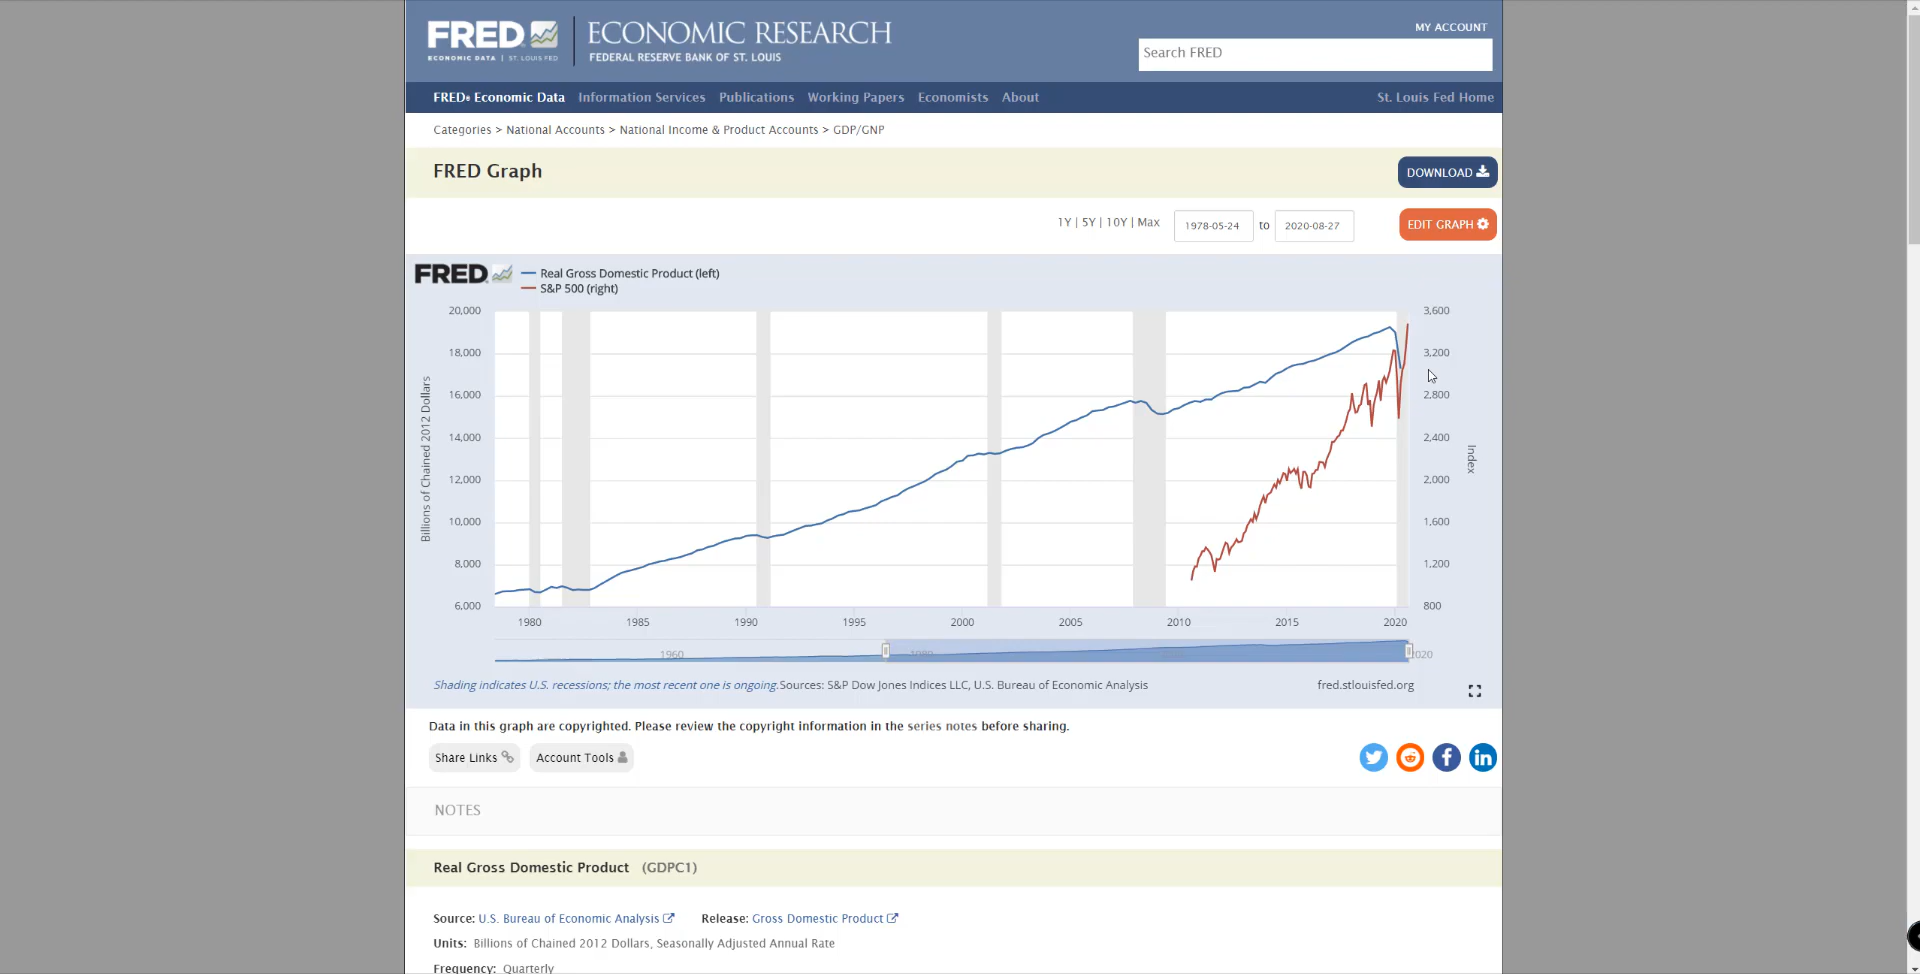 FRED
ECONOMIC DATA | ST. LOUIS FED
ECONOMIC RESEARCH
FEDERAL RESERVE BANK OF ST. LOUIS
MY ACCOUNT
Search FRED
FRED® Economic Data Information Services Publications Working Papers Economists About St. Louis Fed Home
Categories > National Accounts > National Income & Product Accounts > GDP/GNP
FRED Graph
DOWNLOAD
1Y | 5Y | 10Y | Max 1978-05-24 to 2020-08-27
EDIT GRAPH
FRED
Real Gross Domestic Product (left)
S&P 500 (right)
20,000 3,600
18,000 3,200
16,000 2,800
14,000 2,400
12,000 2,000
10,000 1,600
8,000 1,200
6,000 800
Billions of Chained 2012 Dollars
Index
1980 1985 1990 1995 2000 2005 2010 2015 2020
1960 1980 2020
Shading indicates U.S. recessions; the most recent one is ongoing. Sources: S&P Dow Jones Indices LLC, U.S. Bureau of Economic Analysis fred.stlouisfed.org
Data in this graph are copyrighted. Please review the copyright information in the series notes before sharing.
Share Links Account Tools
NOTES
Real Gross Domestic Product (GDPC1)
Source: U.S. Bureau of Economic Analysis Release: Gross Domestic Product
Units: Billions of Chained 2012 Dollars, Seasonally Adjusted Annual Rate
Frequency: Quarterly